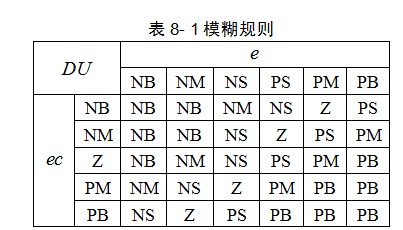 表 8- 1模糊规则
DU e
NB NM NS PS PM PB
ec NB NB NB NM NS Z PS
NM NB NB NS Z PS PM
Z NB NM NS PS PM PB
PM NM NS Z PM PB PB
PB NS Z PS PB PB PB